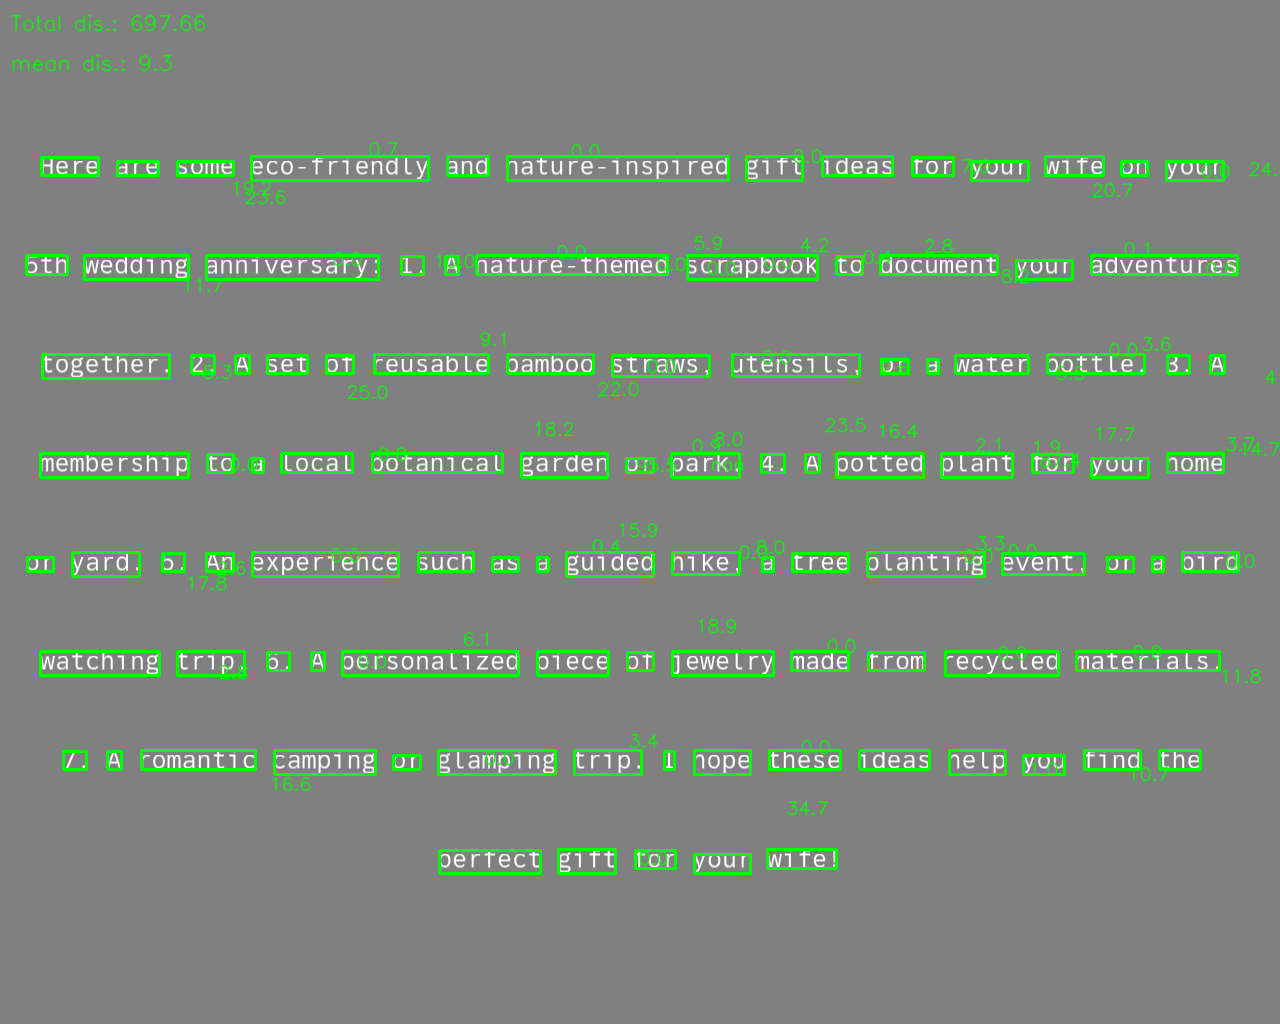 Total dis.: 697.66
mean dis.: 9.3
Here are some eco-friendly and nature-inspired gift ideas for your wife on your
5th wedding anniversary: 1. A nature-themed scrapbook to document your adventures
together. 2. A set of reusable bamboo straws, utensils, or a water bottle. 3. A
membership to a local botanical garden or park. 4. A potted plant for your home
or yard. 5. An experience such as a guided hike, a tree planting event, or a bird
watching trip. 6. A personalized piece of jewelry made from recycled materials.
7. A romantic camping or glamping trip. I hope these ideas help you find the
perfect gift for your wife!